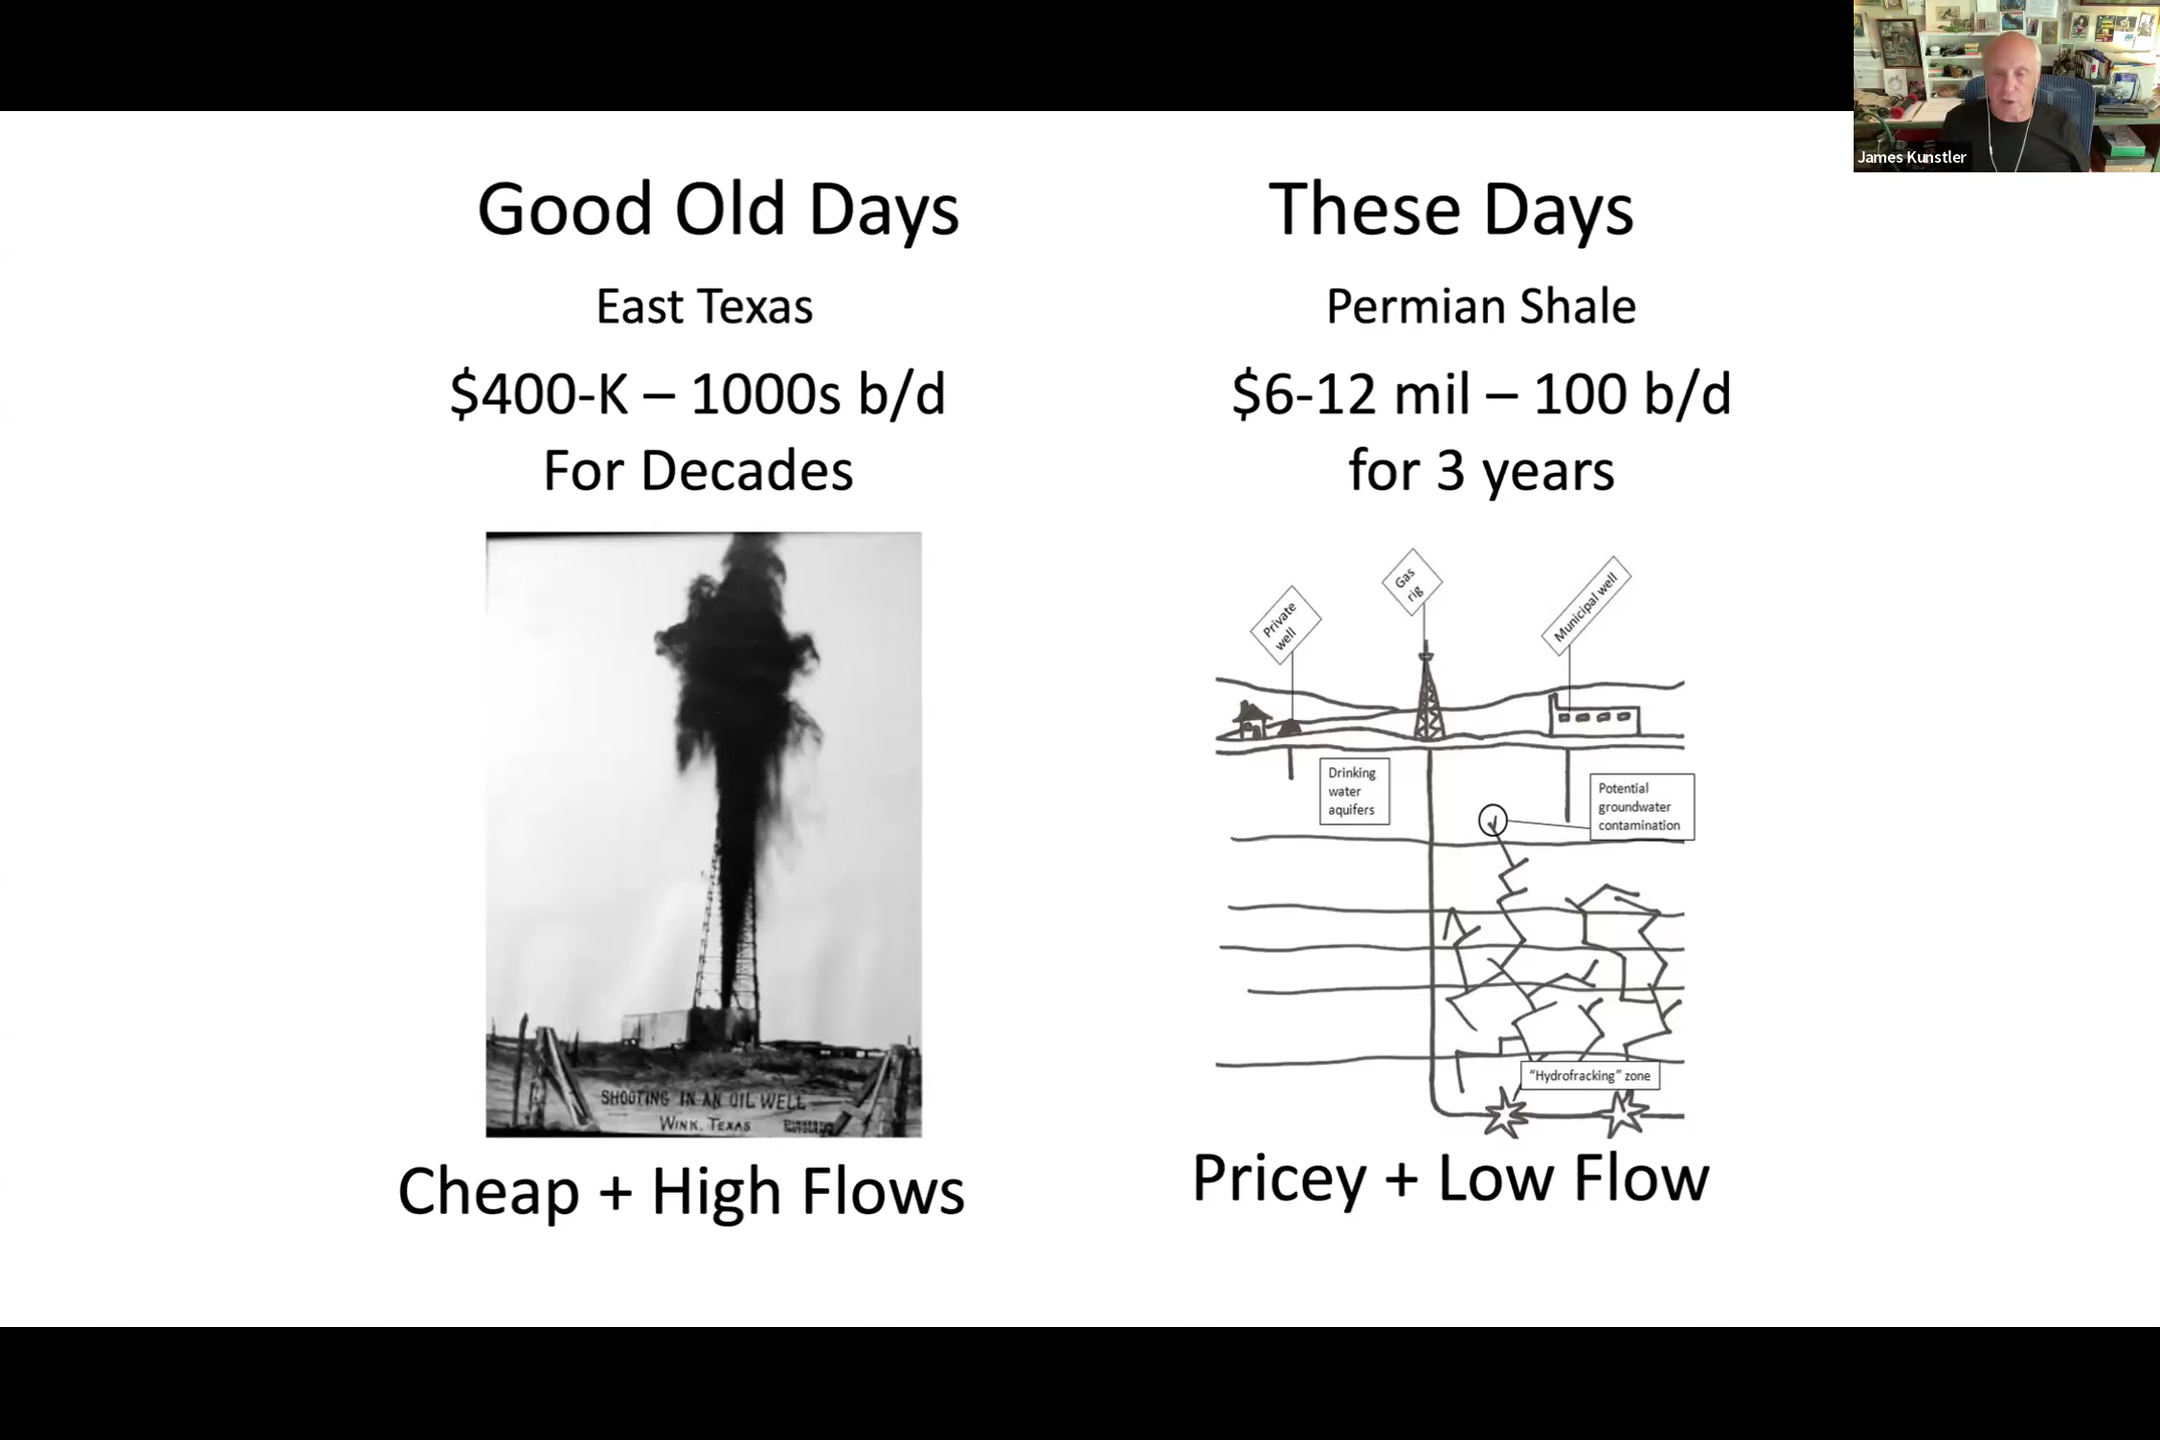 James Kunstler
Good Old Days
East Texas
$400-K – 1000s b/d
For Decades
SHOOTING IN AN OIL WELL
WINK, TEXAS
Cheap + High Flows
These Days
Permian Shale
$6-12 mil – 100 b/d
for 3 years
Private
well
Gas
rig
Municipal well
Drinking
water
aquifers
Potential
groundwater
contamination
“Hydrofracking” zone
Pricey + Low Flow